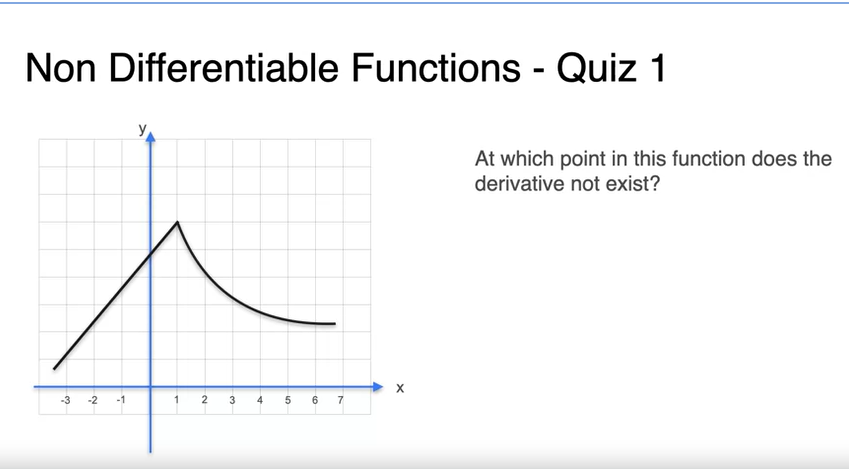 Non Differentiable Functions - Quiz 1
y
At which point in this function does the
derivative not exist?
x
-3 -2 -1 1 2 3 4 5 6 7